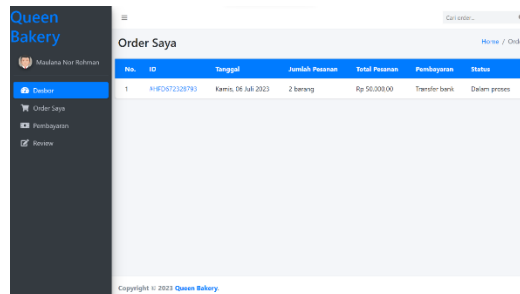 Queen
Bakery
Cari order...
Order Saya
Home / Orde
Maulana Nor Rohman
No. ID Tanggal Jumlah Pesanan Total Pesanan Pembayaran Status
Dasbor
1 Kamis, 06 Juli 2023 2 barang Rp 50.000,00 Transfer bank Dalam proses
Order Saya
Pembayaran
Review
Copyright © 2023 Queen Bakery.